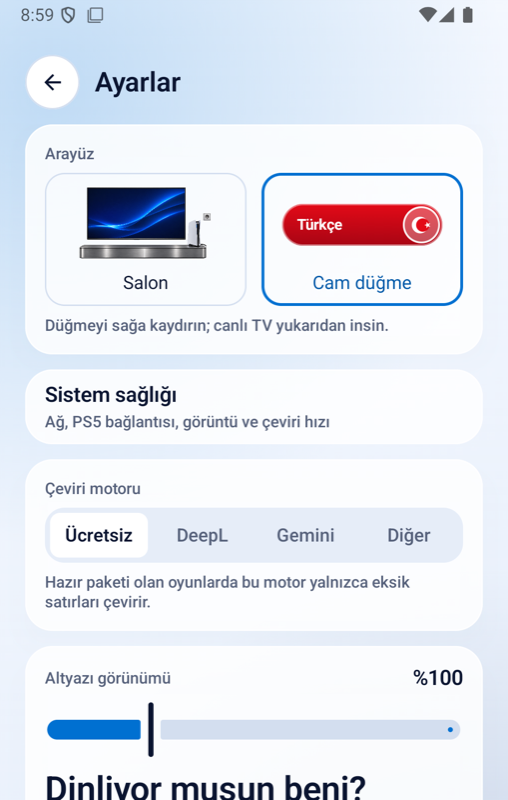 8:59
Ayarlar
Arayüz
Türkçe
Salon
Cam düğme
Düğmeyi sağa kaydırın; canlı TV yukarıdan insin.
Sistem sağlığı
Ağ, PS5 bağlantısı, görüntü ve çeviri hızı
Çeviri motoru
Ücretsiz DeepL Gemini Diğer
Hazır paketi olan oyunlarda bu motor yalnızca eksik
satırları çevirir.
Altyazı görünümü %100
Dinliyor musun beni?